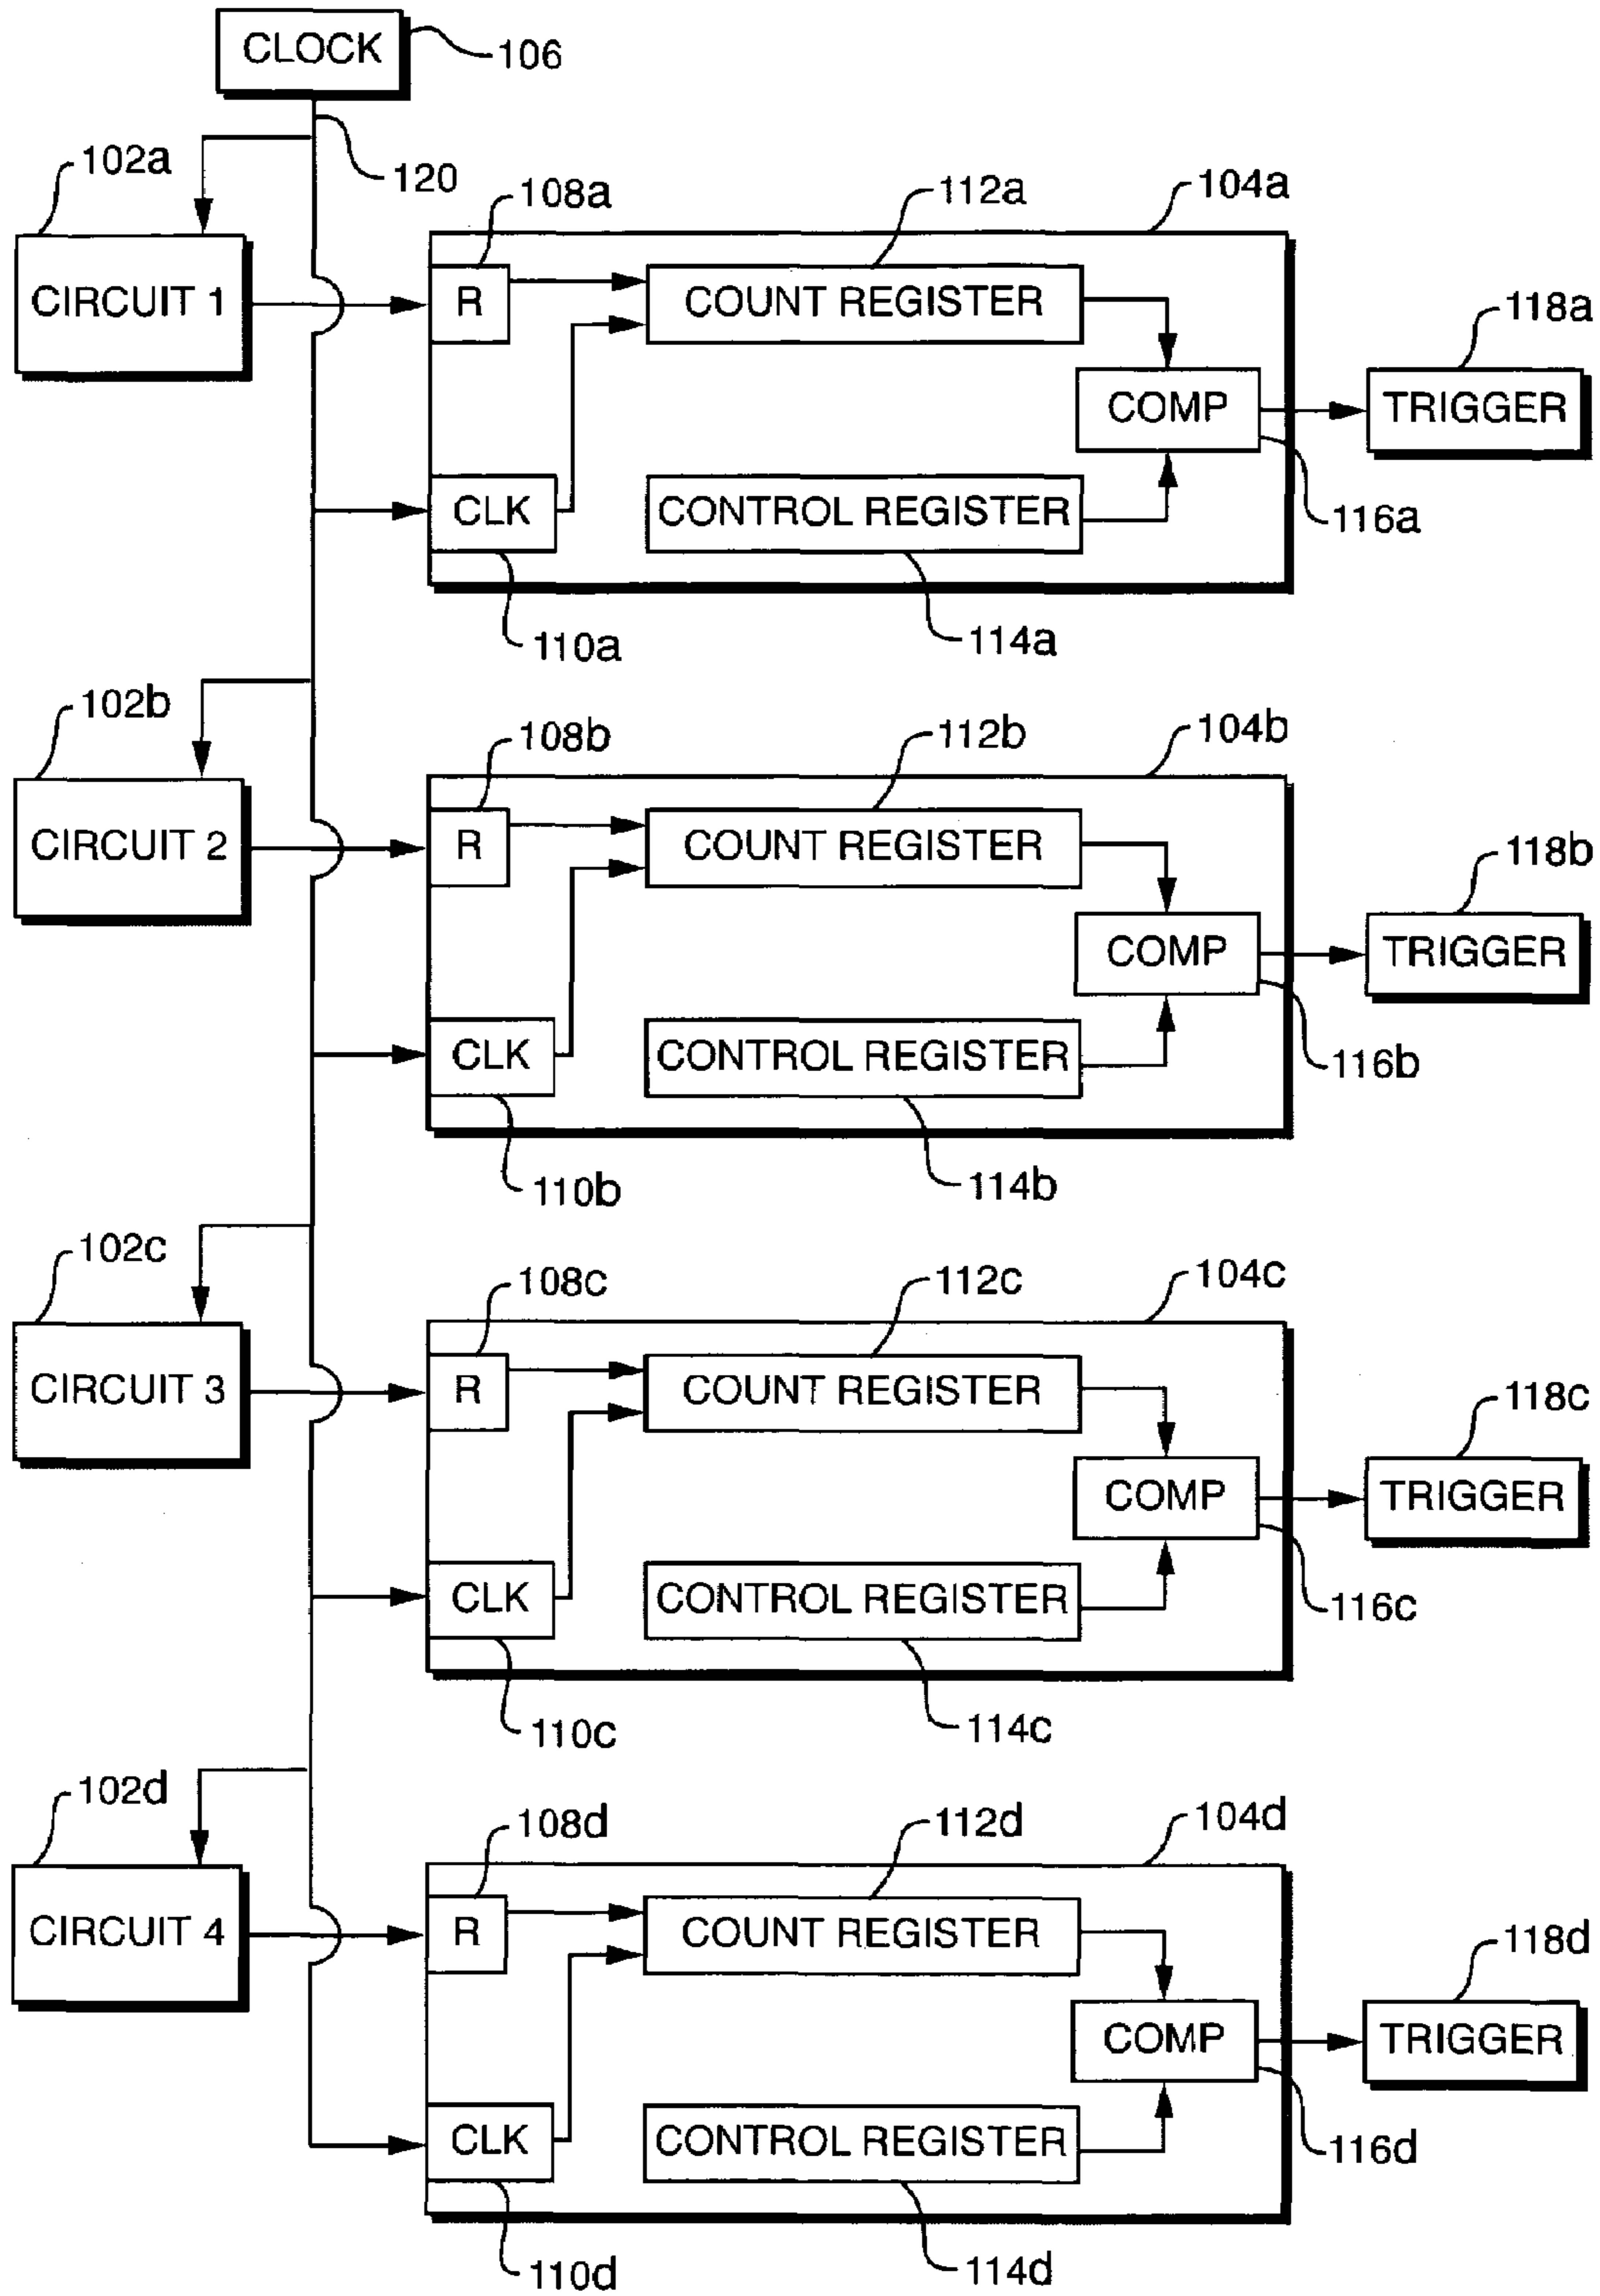 CLOCK
106
102a
120
108a
112a
104a
CIRCUIT 1
R
COUNT REGISTER
118a
COMP
TRIGGER
CLK
CONTROL REGISTER
116a
110a
114a
102b
108b
112b
104b
CIRCUIT 2
R
COUNT REGISTER
118b
COMP
TRIGGER
CLK
CONTROL REGISTER
116b
110b
114b
102c
108c
112c
104c
CIRCUIT 3
R
COUNT REGISTER
118c
COMP
TRIGGER
CLK
CONTROL REGISTER
116c
110c
114c
102d
108d
112d
104d
CIRCUIT 4
R
COUNT REGISTER
118d
COMP
TRIGGER
CLK
CONTROL REGISTER
116d
110d
114d